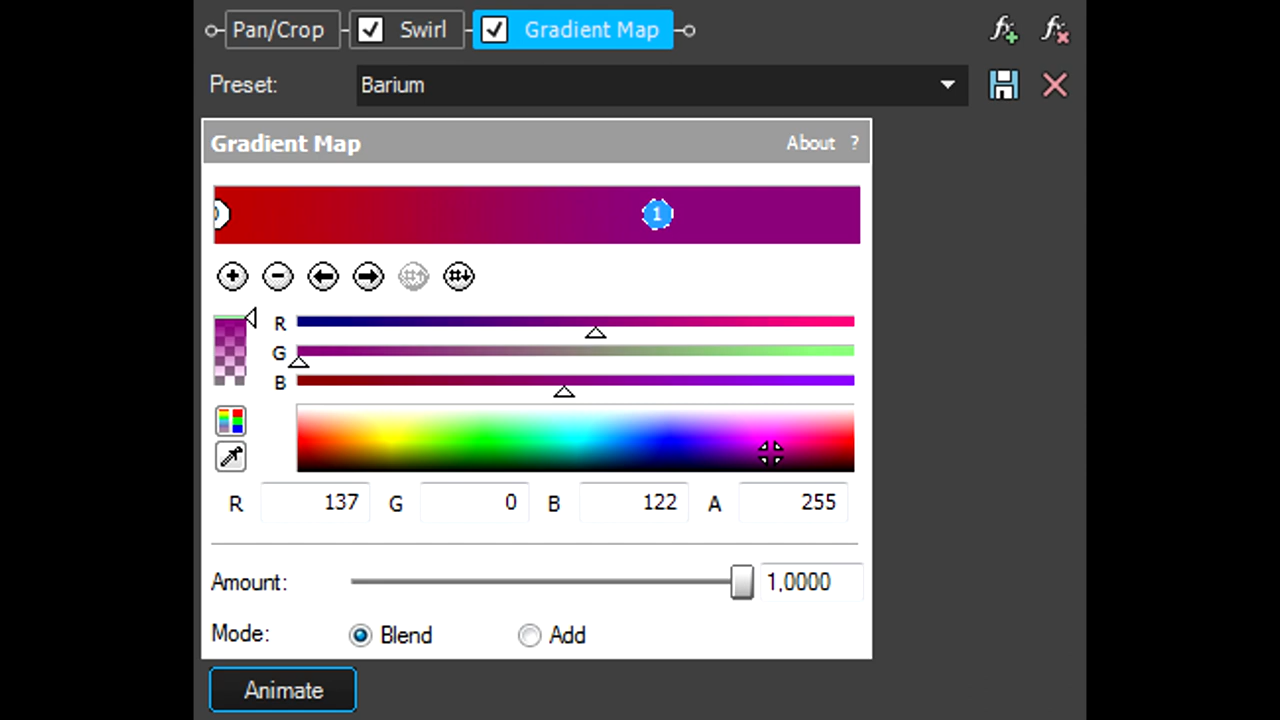 Pan/Crop Swirl Gradient Map
Preset: Barium
Gradient Map About ?
0 1
R
G
B
R 137 G 0 B 122 A 255
Amount: 1,0000
Mode: Blend Add
Animate